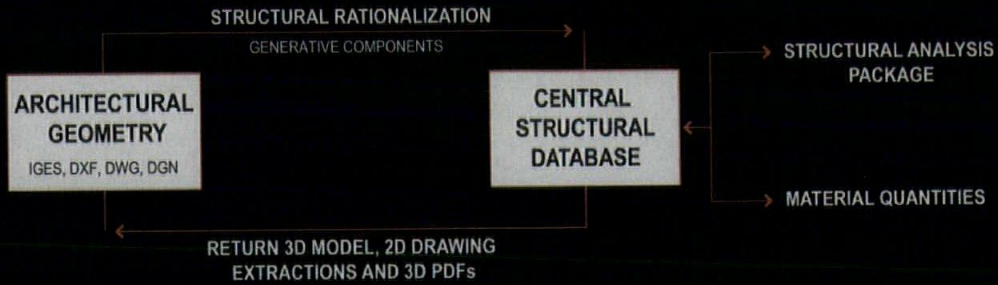 STRUCTURAL RATIONALIZATION
GENERATIVE COMPONENTS
ARCHITECTURAL
GEOMETRY
IGES, DXF, DWG, DGN
CENTRAL
STRUCTURAL
DATABASE
STRUCTURAL ANALYSIS
PACKAGE
MATERIAL QUANTITIES
RETURN 3D MODEL, 2D DRAWING
EXTRACTIONS AND 3D PDFs